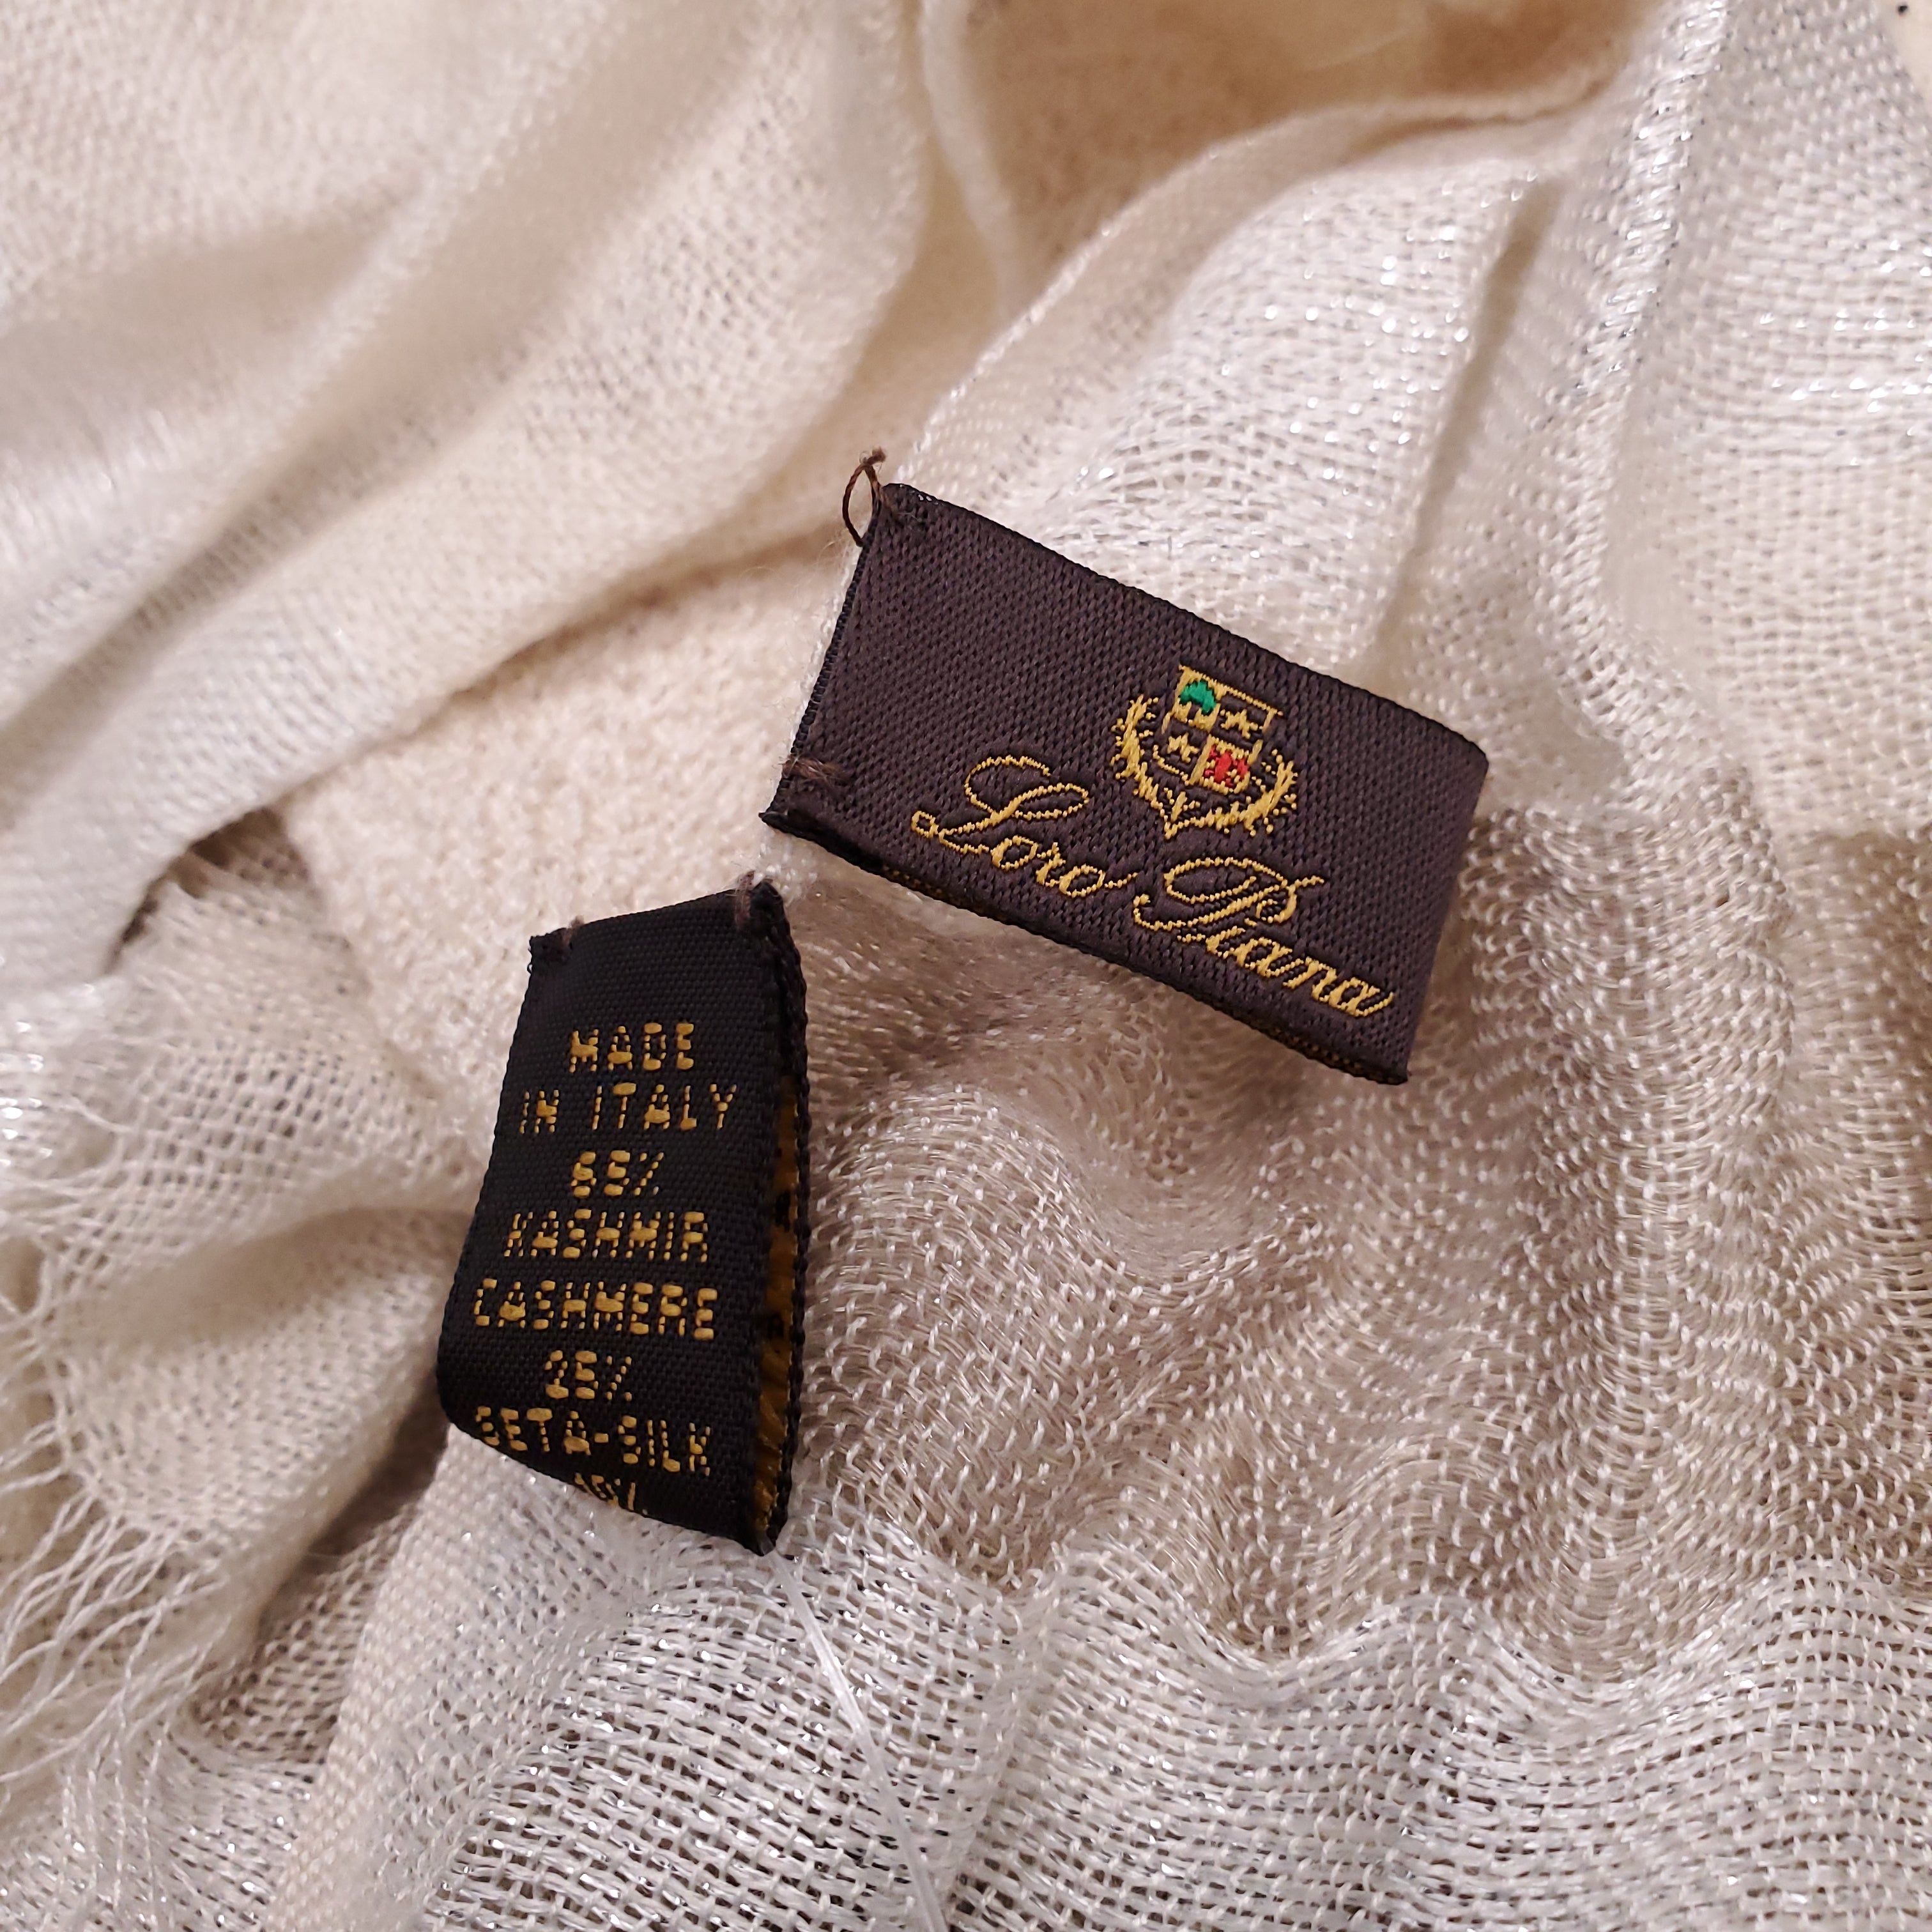 Loro Piana
MADE
IN ITALY
65%
KASHMIR
CASHMERE
25%
SETA-SILK